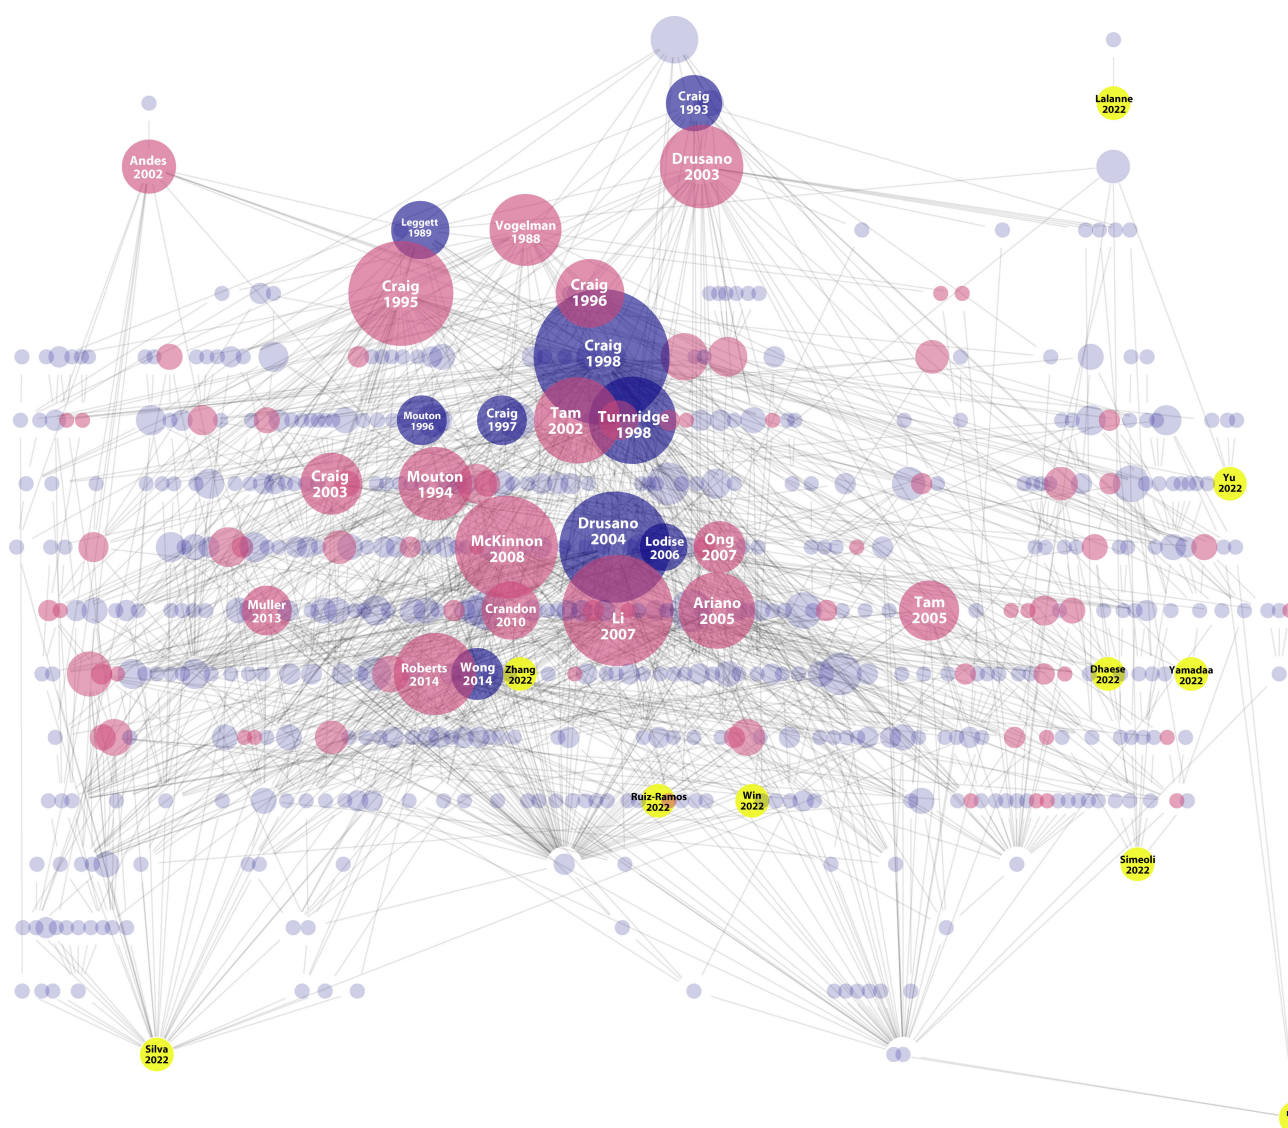 Craig
1993
Lalanne
2022
Andes
2002
Drusano
2003
Leggett
1989
Vogelman
1988
Craig
1995
Craig
1996
Craig
1998
Mouton
1996
Craig
1997
Tam
2002
Turnridge
1998
Craig
2003
Mouton
1994
Yu
2022
McKinnon
2008
Drusano
2004
Lodise
2006
Ong
2007
Muller
2013
Crandon
2010
Li
2007
Ariano
2005
Tam
2005
Roberts
2014
Wong
2014
Zhang
2022
Dhaese
2022
Yamadaa
2022
Ruiz-Ramos
2022
Win
2022
Simeoli
2022
Silva
2022